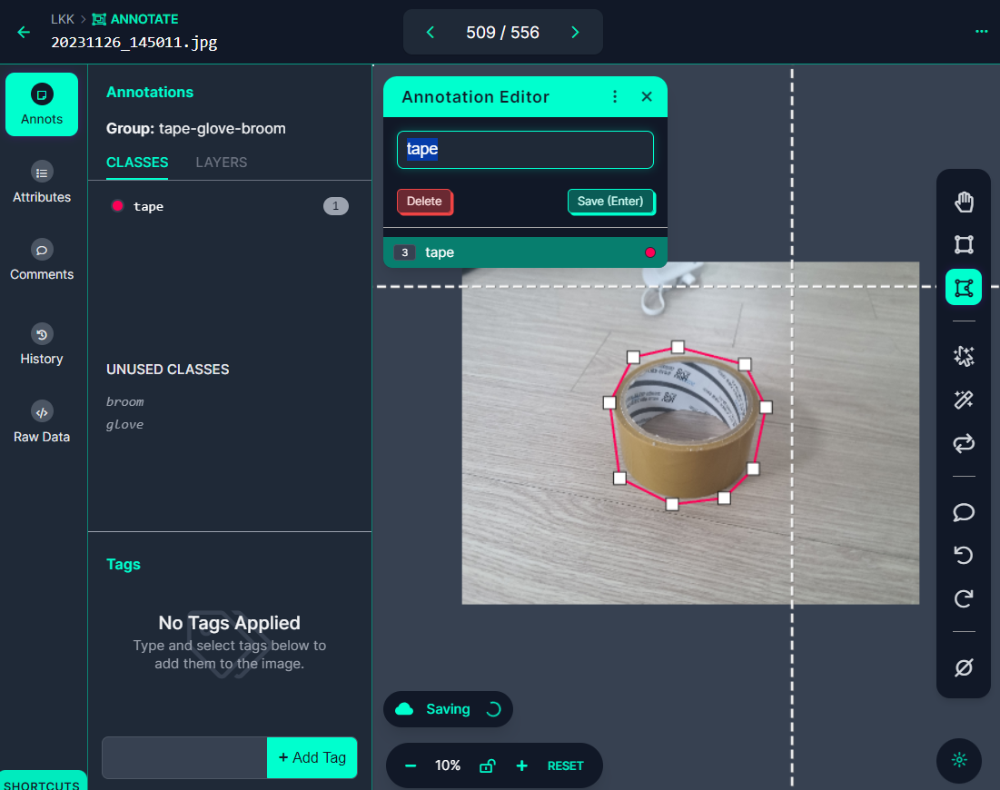 LKK > ANNOTATE
20231126_145011.jpg
509 / 556
Annots
Attributes
Comments
History
Raw Data
SHORTCUTS
Annotations
Group: tape-glove-broom
CLASSES LAYERS
tape 1
UNUSED CLASSES
broom
glove
Tags
No Tags Applied
Type and select tags below to
add them to the image.
+ Add Tag
Annotation Editor
tape
Delete Save (Enter)
3 tape
Saving
10% RESET